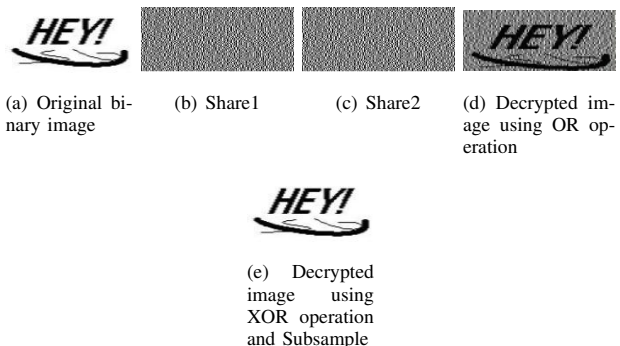 HEY!
HEY!
(a) Original bi-
nary image
(b) Share1
(c) Share2
(d) Decrypted im-
age using OR op-
eration
HEY!
(e) Decrypted
image using
XOR operation
and Subsample